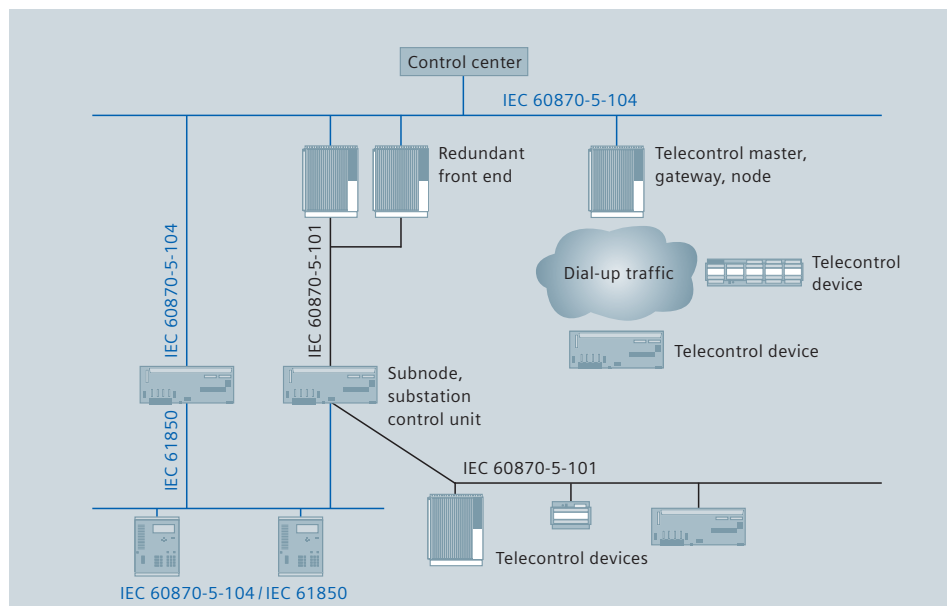 Control center
IEC 60870-5-104
Redundant
front end
Telecontrol master,
gateway, node
IEC 60870-5-104
IEC 60870-5-101
Dial-up traffic
Telecontrol
device
Telecontrol device
Subnode,
substation
control unit
IEC 61850
IEC 60870-5-101
Telecontrol devices
IEC 60870-5-104 / IEC 61850